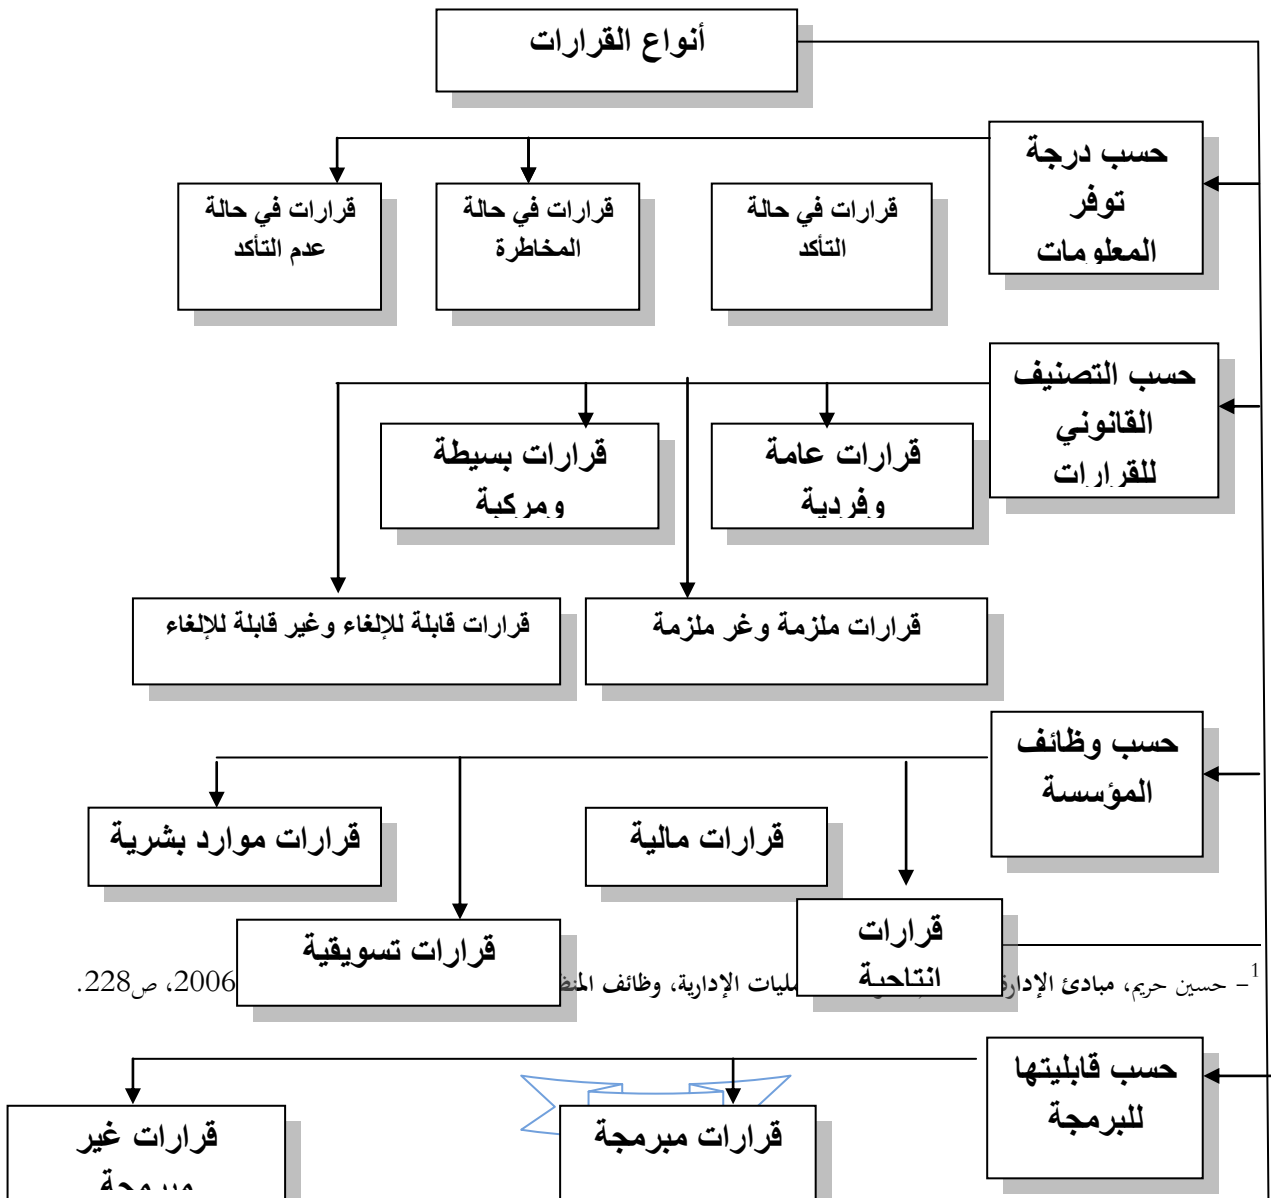 أنواع القرارات
حسب درجة
توفر
المعلومات
قرارات في حالة
التأكد
قرارات في حالة
المخاطرة
قرارات في حالة
عدم التأكد
حسب التصنيف
القانوني
للقرارات
قرارات عامة
وفردية
قرارات بسيطة
ومركبة
قرارات ملزمة وغر ملزمة
قرارات قابلة للإلغاء وغير قابلة للإلغاء
حسب وظائف
المؤسسة
قرارات مالية
قرارات موارد بشرية
قرارات
انتاجية
قرارات تسويقية
1- حسين حريم، مبادئ الإدارة الإدارية، وظائف 2006، ص228.
حسب قابليتها
للبرمجة
قرارات مبرمجة
قرارات غير
مبرمجة